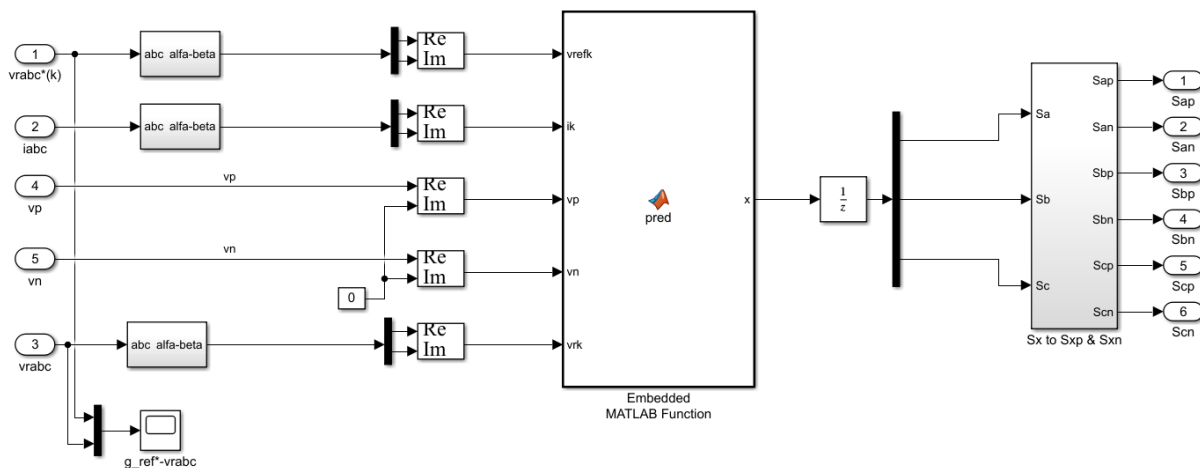 1
vrabc*(k)
abc alfa-beta
Re
Im
vrefk
2
iabc
abc alfa-beta
Re
Im
ik
4
vp
vp
Re
Im
vp
5
vn
vn
Re
Im
vn
0
3
vrabc
abc alfa-beta
Re
Im
vrk
g_ref*-vrabc
pred
x
Embedded
MATLAB Function
1
z
Sa
Sb
Sc
Sap
San
Sbp
Sbn
Scp
Scn
Sx to Sxp & Sxn
1
Sap
2
San
3
Sbp
4
Sbn
5
Scp
6
Scn